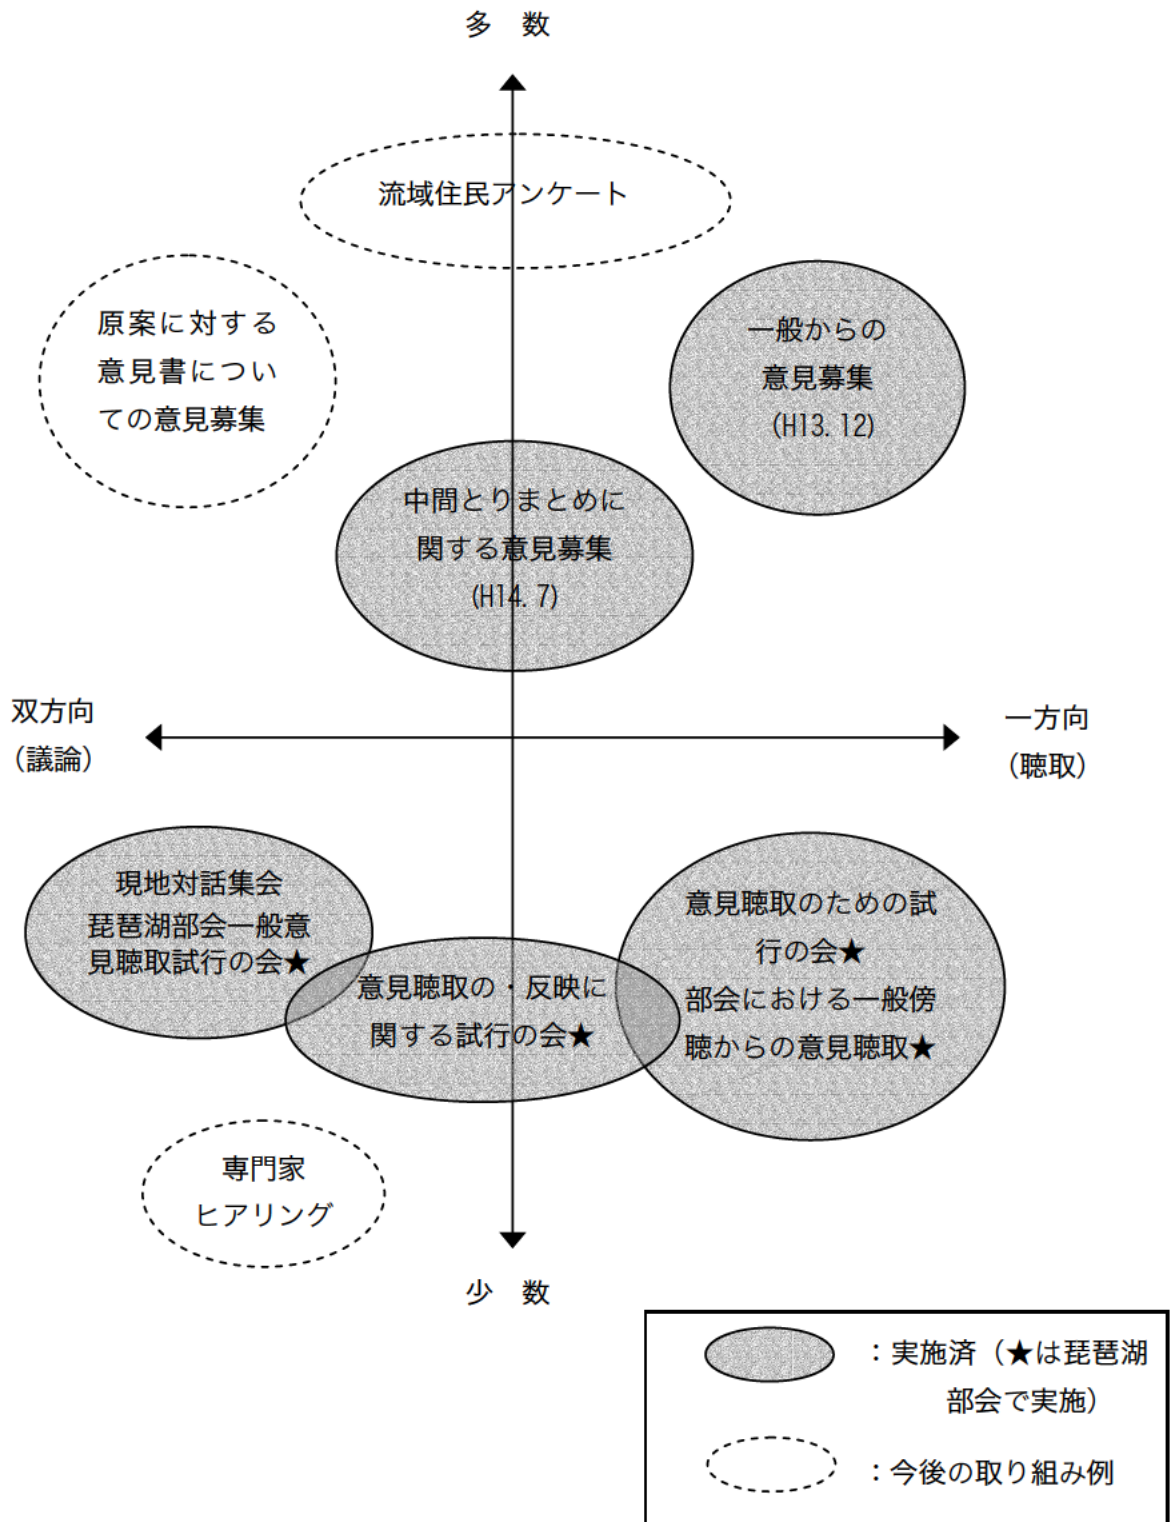 多　数
流域住民アンケート
原案に対する
意見書につい
ての意見募集
一般からの
意見募集
(H13.12)
中間とりまとめに
関する意見募集
(H14.7)
双方向
（議論）
一方向
（聴取）
現地対話集会
琵琶湖部会一般意
見聴取試行の会★
意見聴取の・反映に
関する試行の会★
意見聴取のための試
行の会★
部会における一般傍
聴からの意見聴取★
専門家
ヒアリング
少　数
：実施済（★は琵琶湖
部会で実施）
：今後の取り組み例